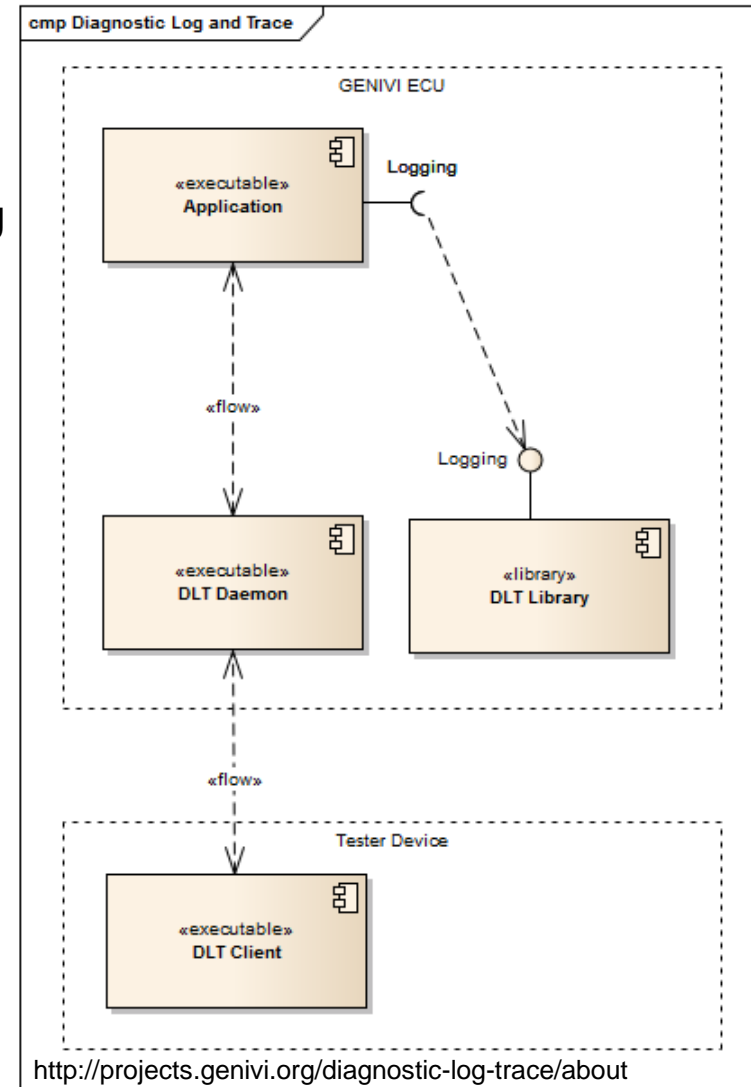 cmp Diagnostic Log and Trace
GENIVI ECU
«executable»
Application
Logging
g
«flow»
Logging
«executable»
DLT Daemon
«library»
DLT Library
«flow»
Tester Device
«executable»
DLT Client
http://projects.genivi.org/diagnostic-log-trace/about